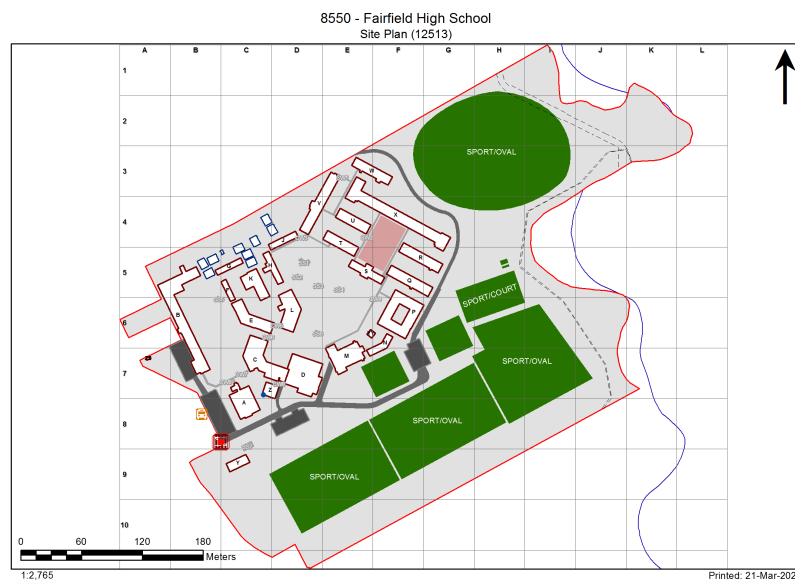 8550 - Fairfield High School
Site Plan (12513)
A B C D E F G H I J K L
1
2
SPORT/OVAL
3
W
V
4
X
U
J
T
5
H
R
G
S
K
F
Q
SPORT/COURT
L
P
B
E
6
N
M
C
SPORT/OVAL
7
D
Z
A
8
SPORT/OVAL
Y
9
SPORT/OVAL
10
0 60 120 180
Meters
1:2,765
Printed: 21-Mar-202